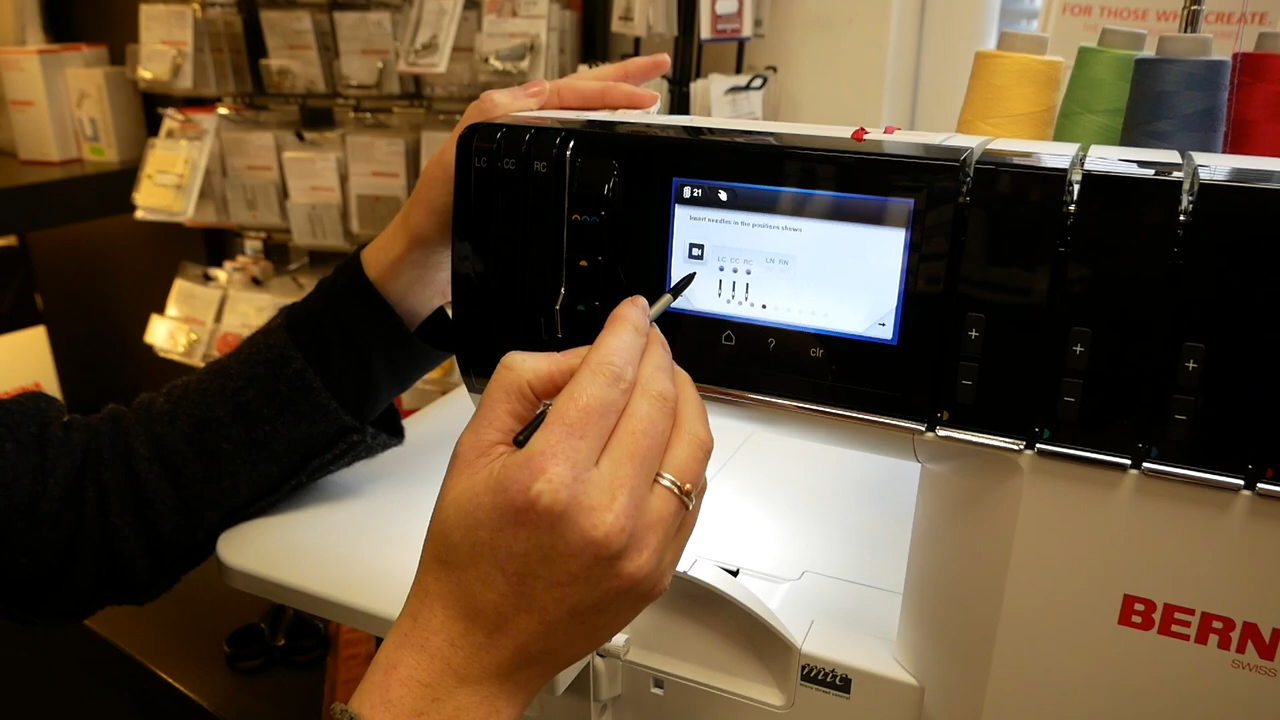 FOR THOSE WHO CREATE.
LC CC RC
21
Insert needles in the positions shown
LC CC RC LN RN
? clr
+ + +
− − −
BERN
SWISS
mtc